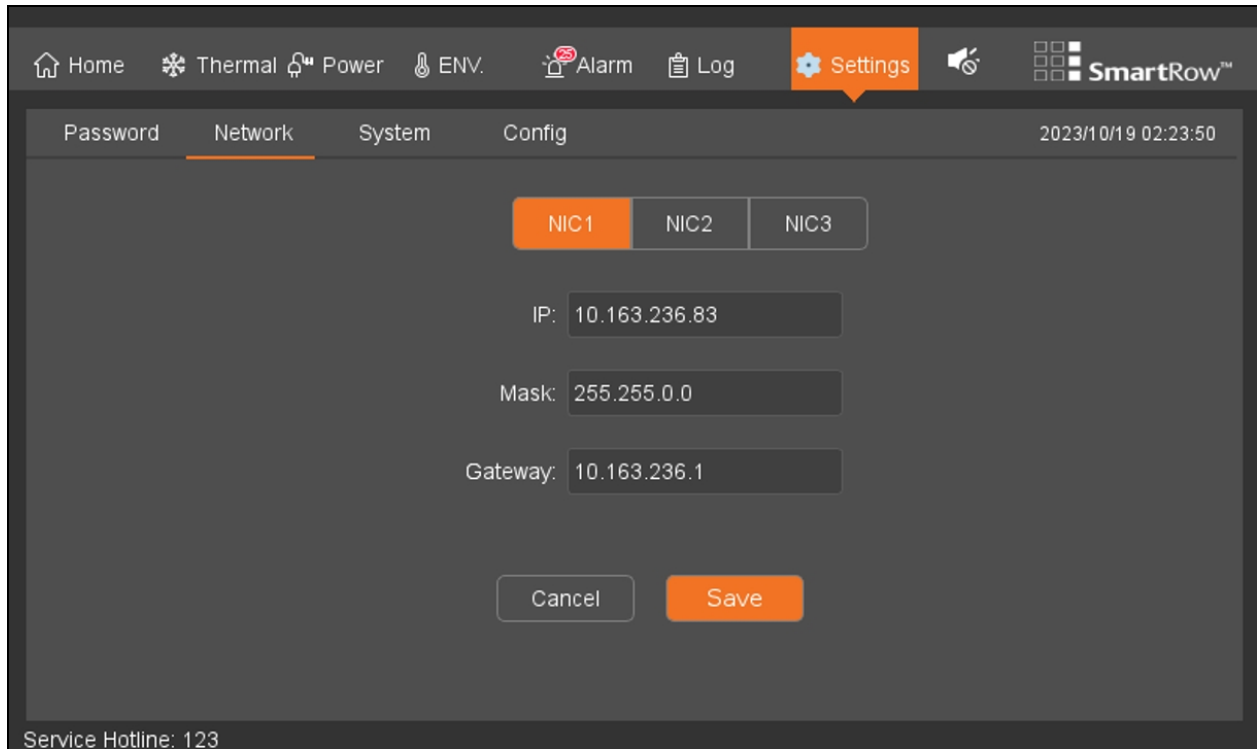 Home Thermal Power ENV. 25 Alarm Log Settings SmartRow™
Password Network System Config 2023/10/19 02:23:50
NIC1 NIC2 NIC3
IP: 10.163.236.83
Mask: 255.255.0.0
Gateway: 10.163.236.1
Cancel Save
Service Hotline: 123